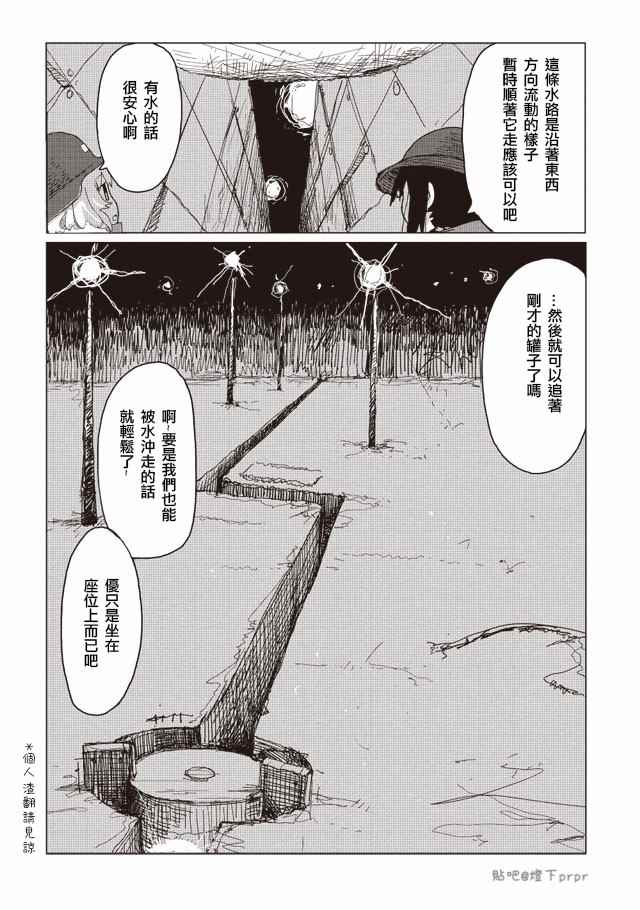 這條水路是沿著東西
方向流動的樣子
暫時順著它走應該可以吧
有水的話
很安心啊
…然後就可以追著
剛才的罐子了嗎
啊~要是我們也能
被水沖走的話
就輕鬆了~
優只是坐在
座位上而已吧
*個人渣翻請見諒
貼吧@燈下prpr